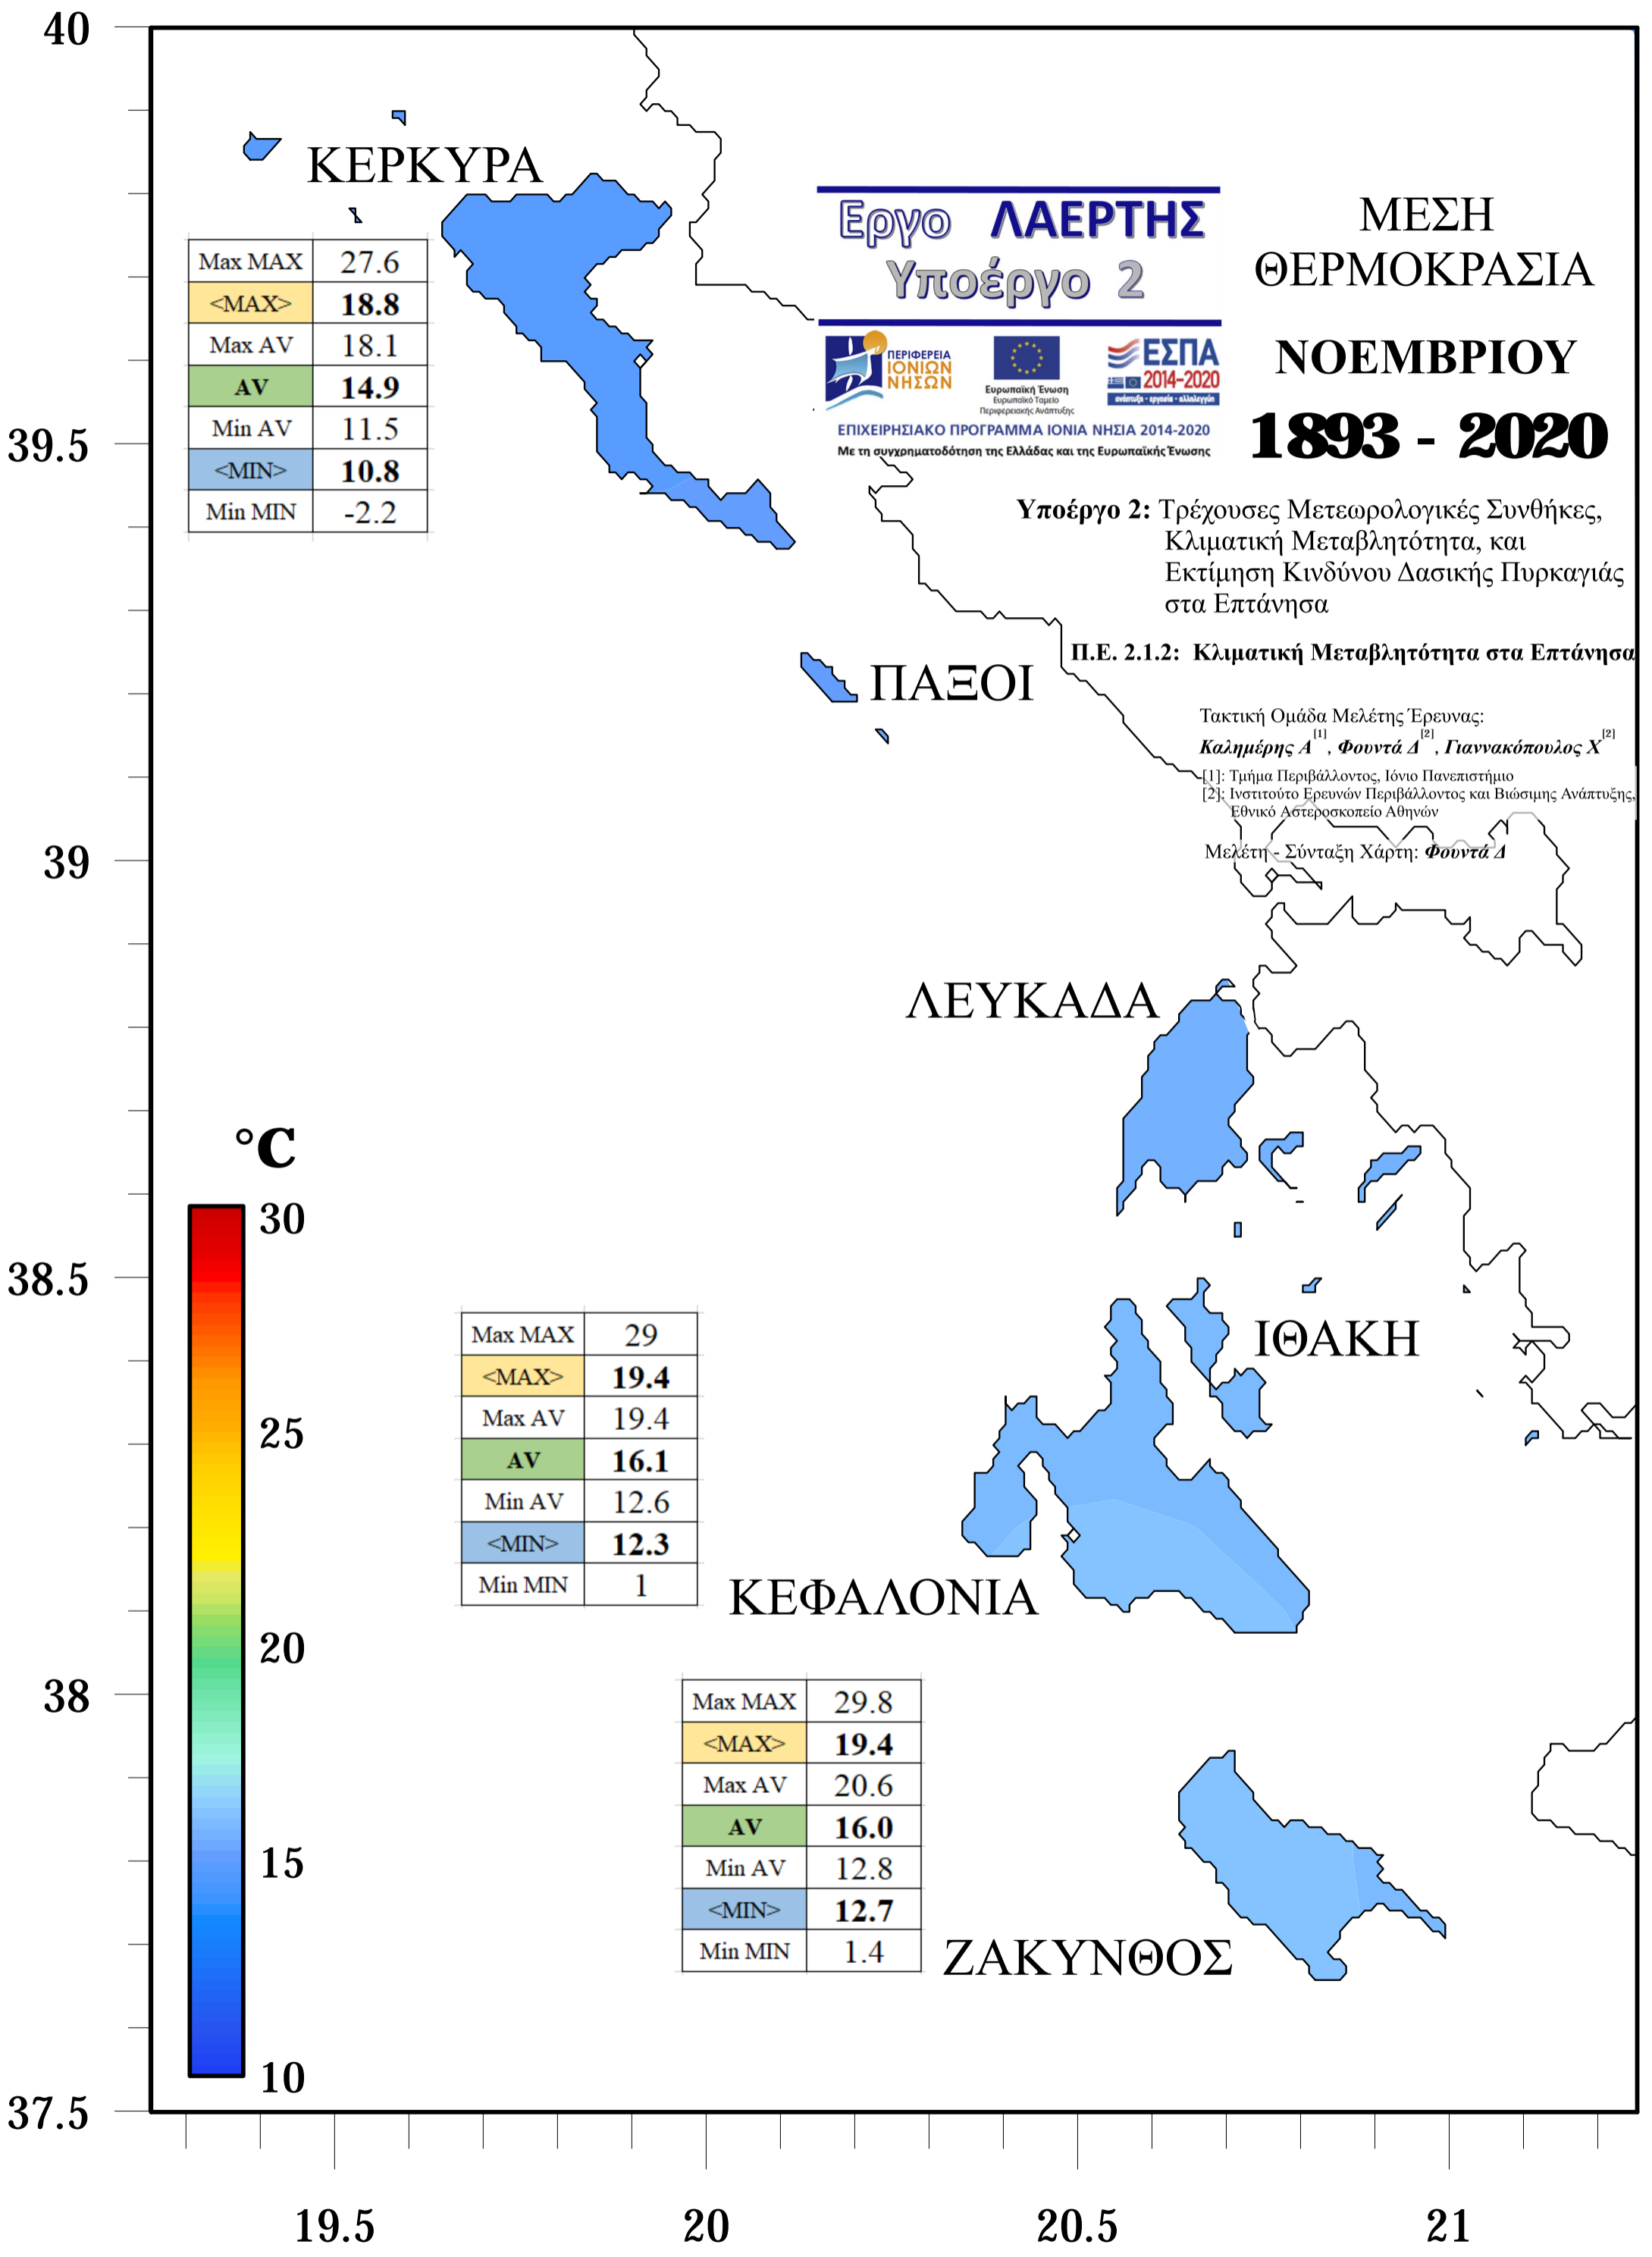 40
39.5
39
38.5
38
37.5
19.5
20
20.5
21
ΚΕΡΚΥΡΑ
Max MAX 27.6
<MAX> 18.8
Max AV 18.1
AV 14.9
Min AV 11.5
<MIN> 10.8
Min MIN -2.2
Εργο ΛΑΕΡΤΗΣ
Υποέργο 2
ΠΕΡΙΦΕΡΕΙΑ
ΙΟΝΙΩΝ
ΝΗΣΩΝ
Ευρωπαϊκή Ένωση
Ευρωπαϊκό Ταμείο
Περιφερειακής Ανάπτυξης
ΕΣΠΑ
2014-2020
ανάπτυξη - εργασία - αλληλεγγύη
ΕΠΙΧΕΙΡΗΣΙΑΚΟ ΠΡΟΓΡΑΜΜΑ ΙΟΝΙΑ ΝΗΣΙΑ 2014-2020
Με τη συγχρηματοδότηση της Ελλάδας και της Ευρωπαϊκής Ένωσης
ΜΕΣΗ
ΘΕΡΜΟΚΡΑΣΙΑ
ΝΟΕΜΒΡΙΟΥ
1893 - 2020
Υποέργο 2: Τρέχουσες Μετεωρολογικές Συνθήκες,
Κλιματική Μεταβλητότητα, και
Εκτίμηση Κινδύνου Δασικής Πυρκαγιάς
στα Επτάνησα
Π.Ε. 2.1.2: Κλιματική Μεταβλητότητα στα Επτάνησα
Τακτική Ομάδα Μελέτης Έρευνας:
Καλημέρης Α[1], Φουντά Δ[2], Γιαννακόπουλος Χ[2]
[1]: Τμήμα Περιβάλλοντος, Ιόνιο Πανεπιστήμιο
[2]: Ινστιτούτο Ερευνών Περιβάλλοντος και Βιώσιμης Ανάπτυξης,
Εθνικό Αστεροσκοπείο Αθηνών
Μελέτη - Σύνταξη Χάρτη: Φουντά Δ
ΠΑΞΟΙ
ΛΕΥΚΑΔΑ
°C
30
25
20
15
10
ΙΘΑΚΗ
Max MAX 29
<MAX> 19.4
Max AV 19.4
AV 16.1
Min AV 12.6
<MIN> 12.3
Min MIN 1
ΚΕΦΑΛΟΝΙΑ
Max MAX 29.8
<MAX> 19.4
Max AV 20.6
AV 16.0
Min AV 12.8
<MIN> 12.7
Min MIN 1.4
ΖΑΚΥΝΘΟΣ